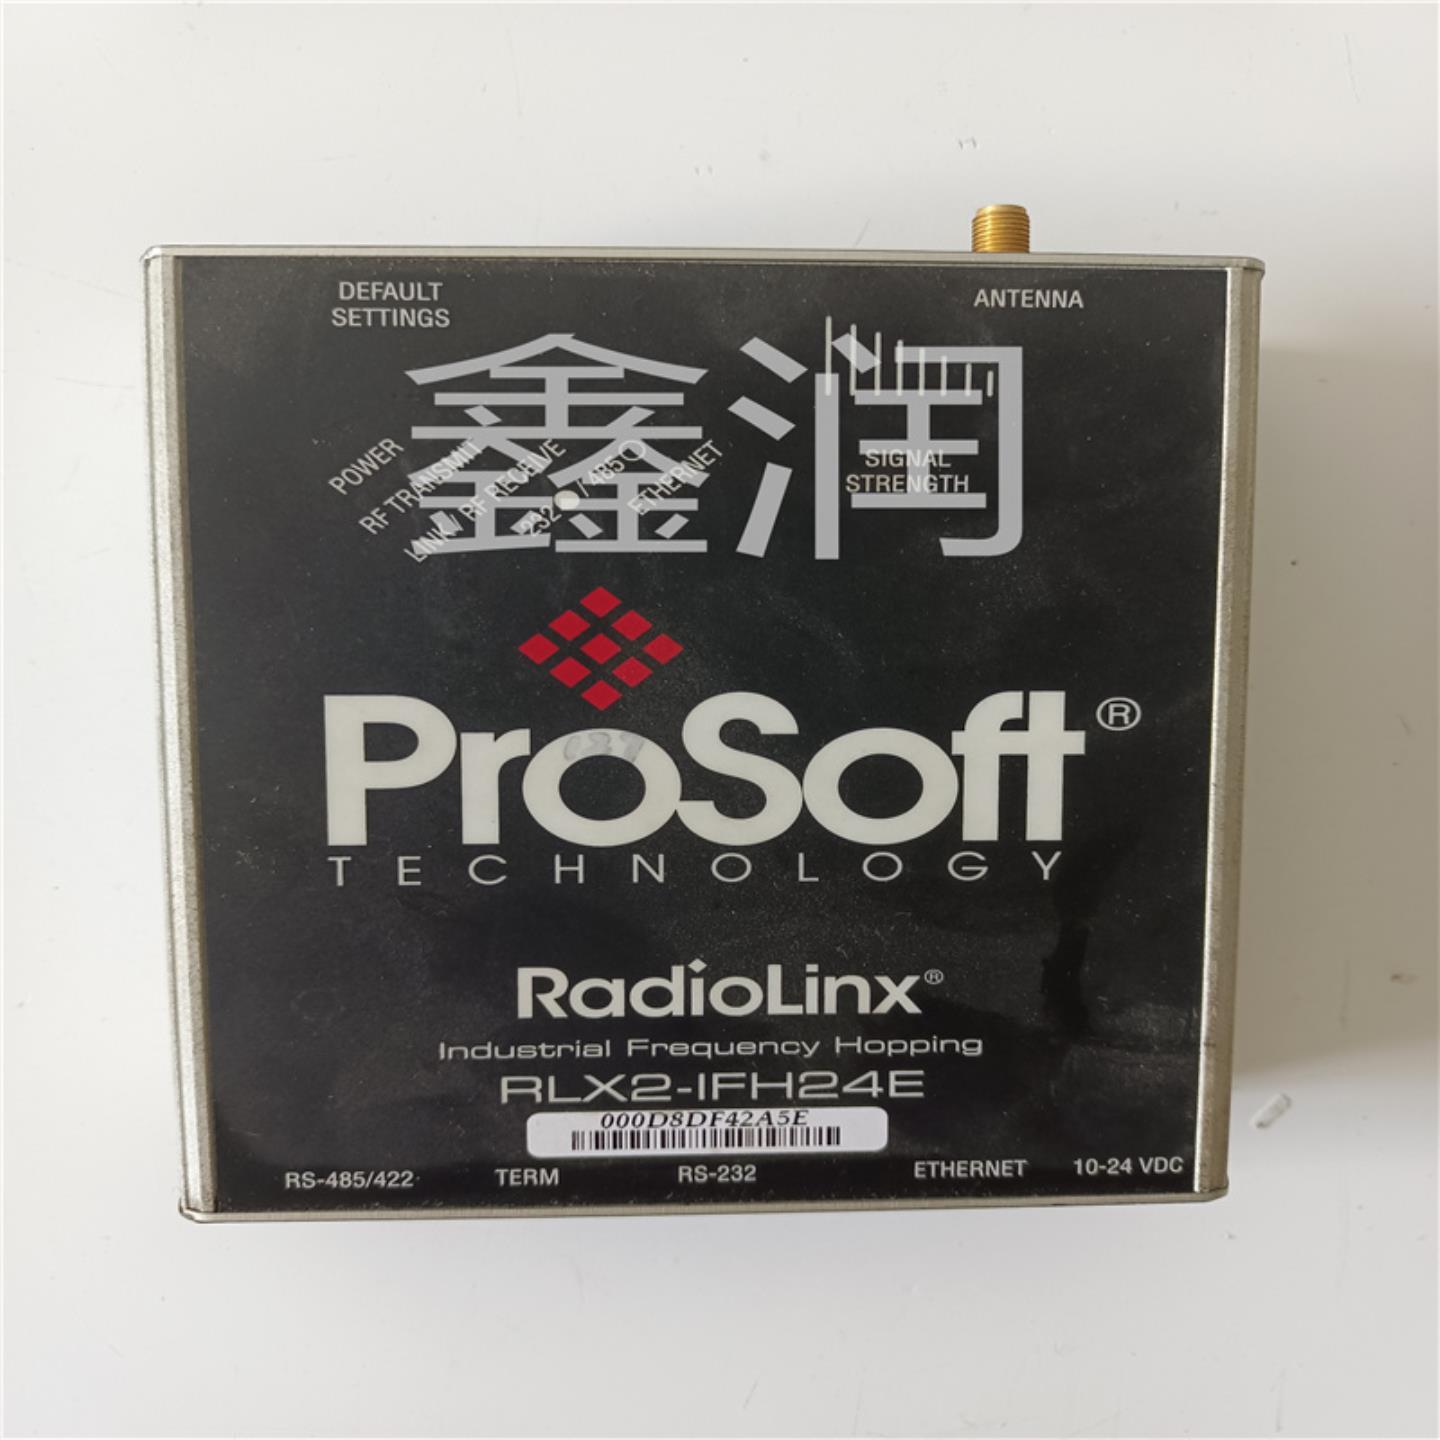 DEFAULT
SETTINGS
ANTENNA
鑫润
POWER
RF TRANSMIT
LINK / RF RECEIVE
232 / 485
ETHERNET
SIGNAL
STRENGTH
ProSoft®
TECHNOLOGY
RadioLinx®
Industrial Frequency Hopping
RLX2-IFH24E
000D8DF42A5E
RS-485/422
TERM
RS-232
ETHERNET
10-24 VDC